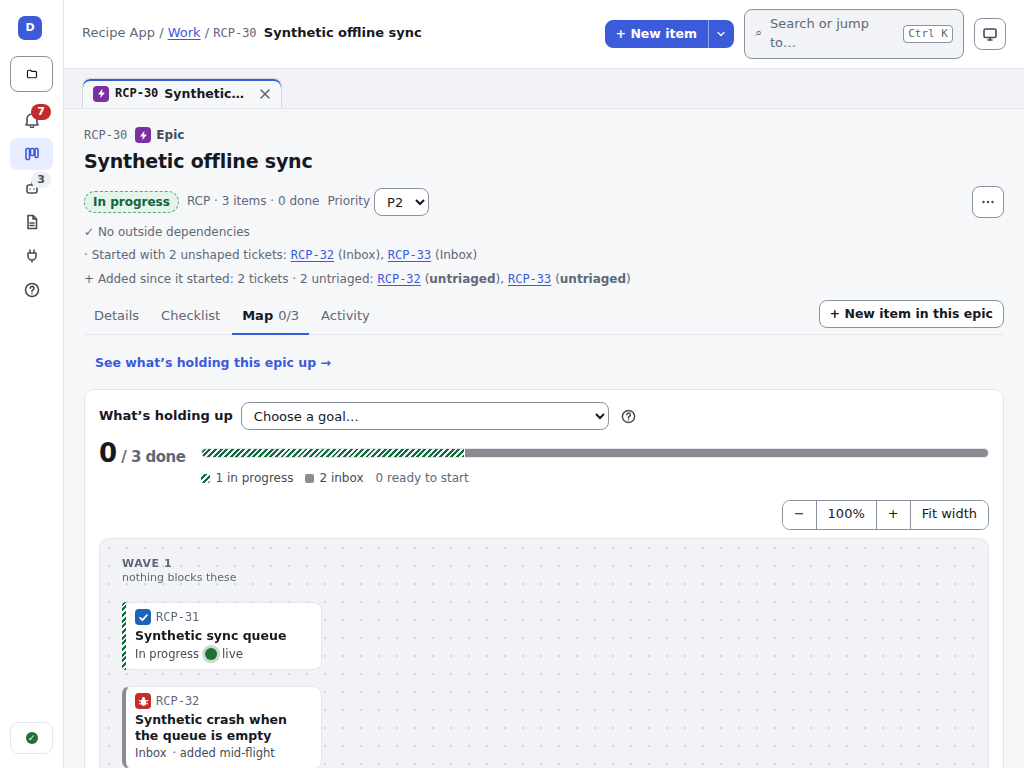 D
Recipe App / Work / RCP-30 Synthetic offline sync
+ New item
Search or jump to…
Ctrl K
7
3
RCP-30 Synthetic…
RCP-30 Epic
Synthetic offline sync
In progress RCP · 3 items · 0 done Priority P2
✓ No outside dependencies
· Started with 2 unshaped tickets: RCP-32 (Inbox), RCP-33 (Inbox)
+ Added since it started: 2 tickets · 2 untriaged: RCP-32 (untriaged), RCP-33 (untriaged)
Details Checklist Map 0/3 Activity
+ New item in this epic
See what’s holding this epic up →
What’s holding up Choose a goal…
0 / 3 done
1 in progress 2 inbox 0 ready to start
− 100% + Fit width
WAVE 1
nothing blocks these
RCP-31
Synthetic sync queue
In progress live
RCP-32
Synthetic crash when
the queue is empty
Inbox · added mid-flight